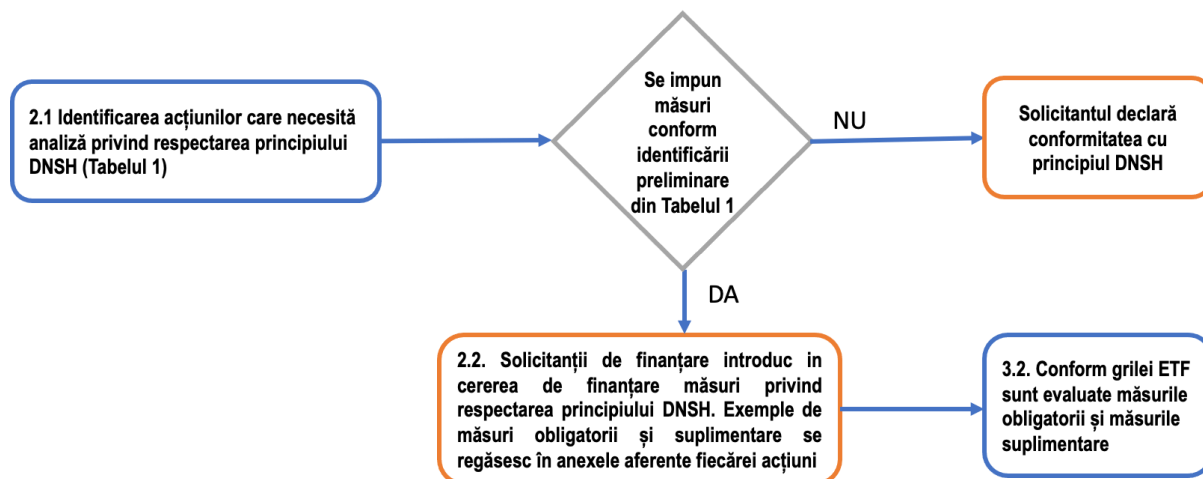 2.1 Identificarea acțiunilor care necesită
analiză privind respectarea principiului
DNSH (Tabelul 1)
Se impun
măsuri
conform
identificării
preliminare
din Tabelul 1
NU
Solicitantul declară
conformitatea cu
principiul DNSH
DA
2.2. Solicitanții de finanțare introduc in
cererea de finanțare măsuri privind
respectarea principiului DNSH. Exemple de
măsuri obligatorii și suplimentare se
regăsesc în anexele aferente fiecărei acțiuni
3.2. Conform grilei ETF
sunt evaluate măsurile
obligatorii și măsurile
suplimentare